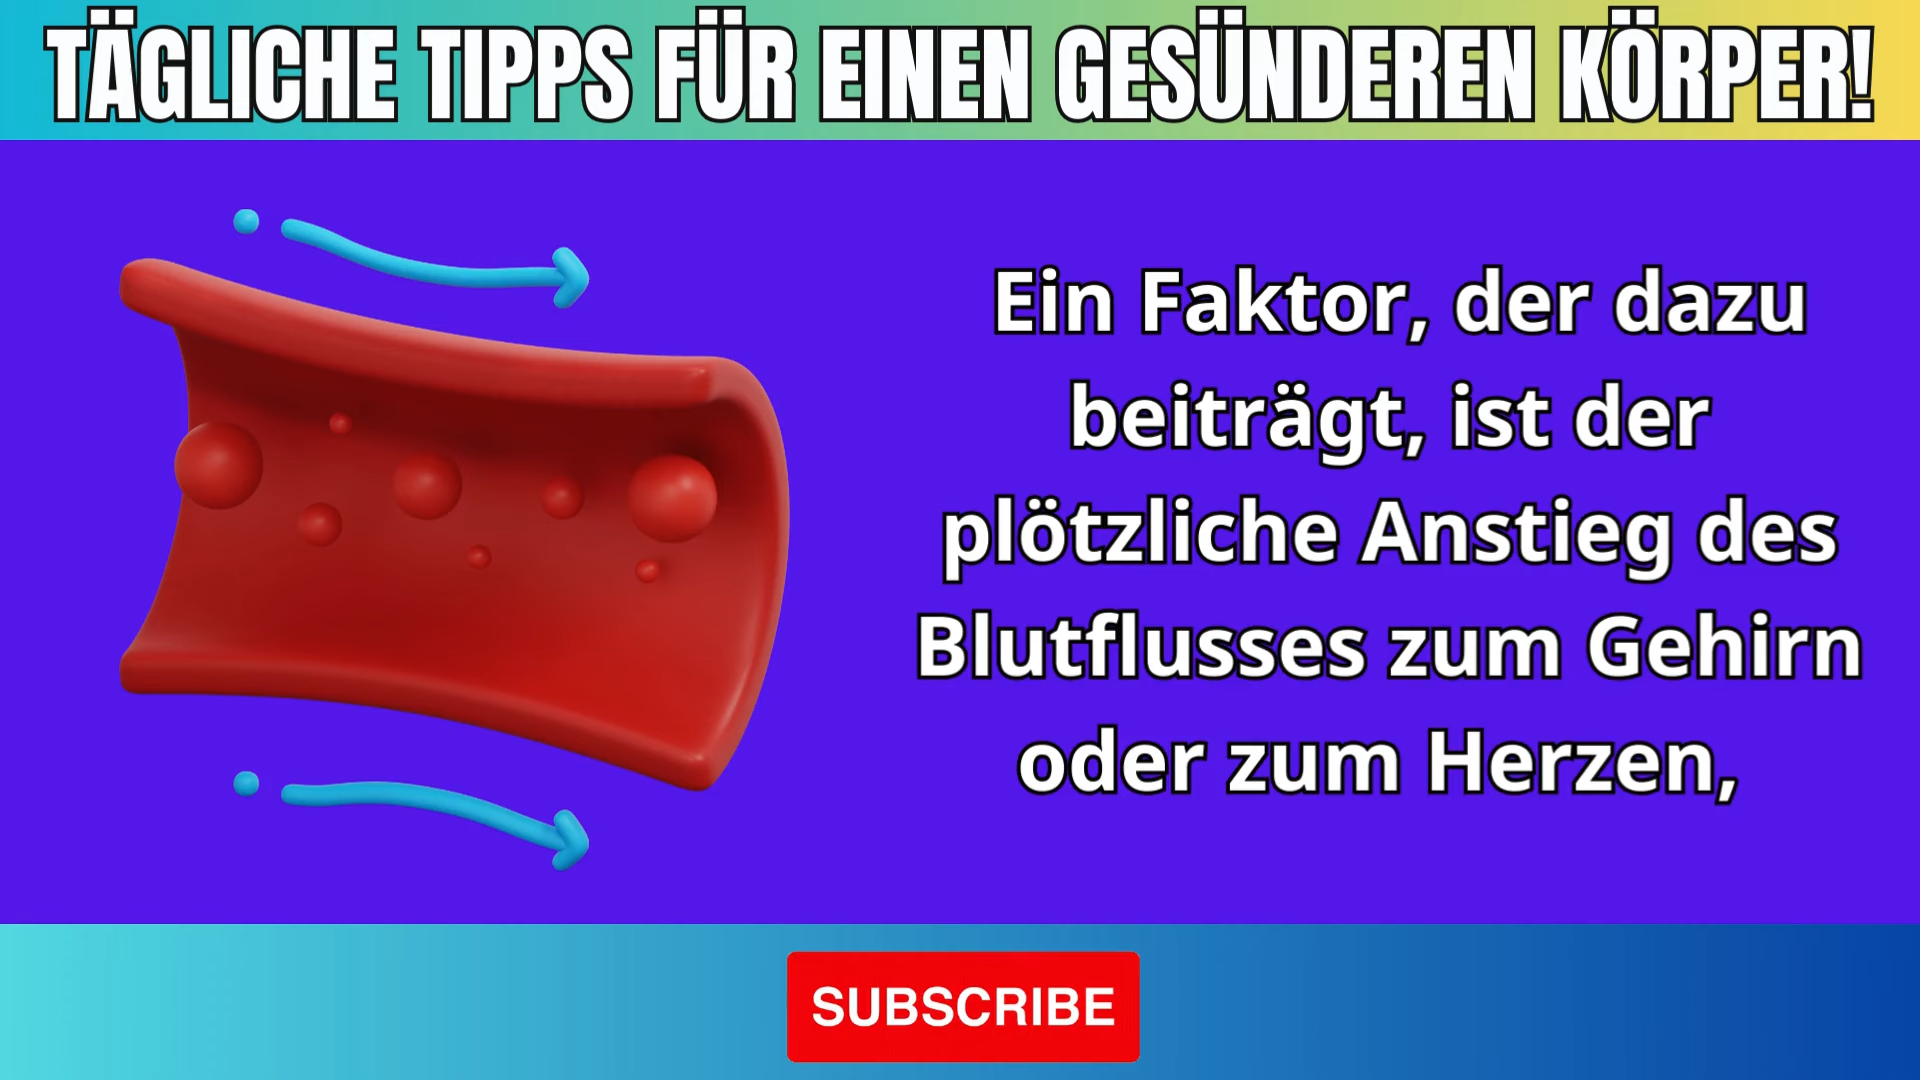 TÄGLICHE TIPPS FÜR EINEN GESÜNDEREN KÖRPER!
Ein Faktor, der dazu
beiträgt, ist der
plötzliche Anstieg des
Blutflusses zum Gehirn
oder zum Herzen,
SUBSCRIBE